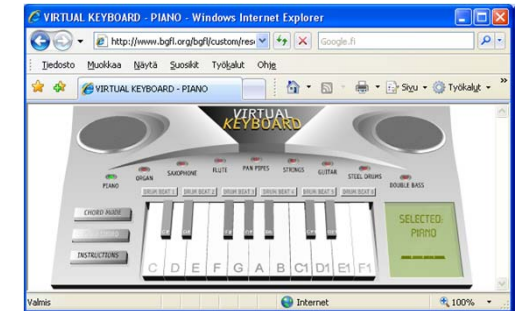 VIRTUAL KEYBOARD - PIANO - Windows Internet Explorer
http://www.bgfl.org/bgfl/custom/res
Google.fi
Tiedosto Muokkaa Näytä Suosikit Työkalut Ohje
VIRTUAL KEYBOARD - PIANO
Sivu Työkalut »
VIRTUAL
KEYBOARD
PIANO ORGAN SAXOPHONE FLUTE PAN PIPES STRINGS GUITAR STEEL DRUMS DOUBLE BASS
DRUM BEAT 1 DRUM BEAT 2 DRUM BEAT 3 DRUM BEAT 4 DRUM BEAT 5 DRUM BEAT 6
CHORD MODE
INSTRUCTIONS
SELECTED:
PIANO
C D E F G A B C1 D1 E1 F1
Valmis Internet 100%